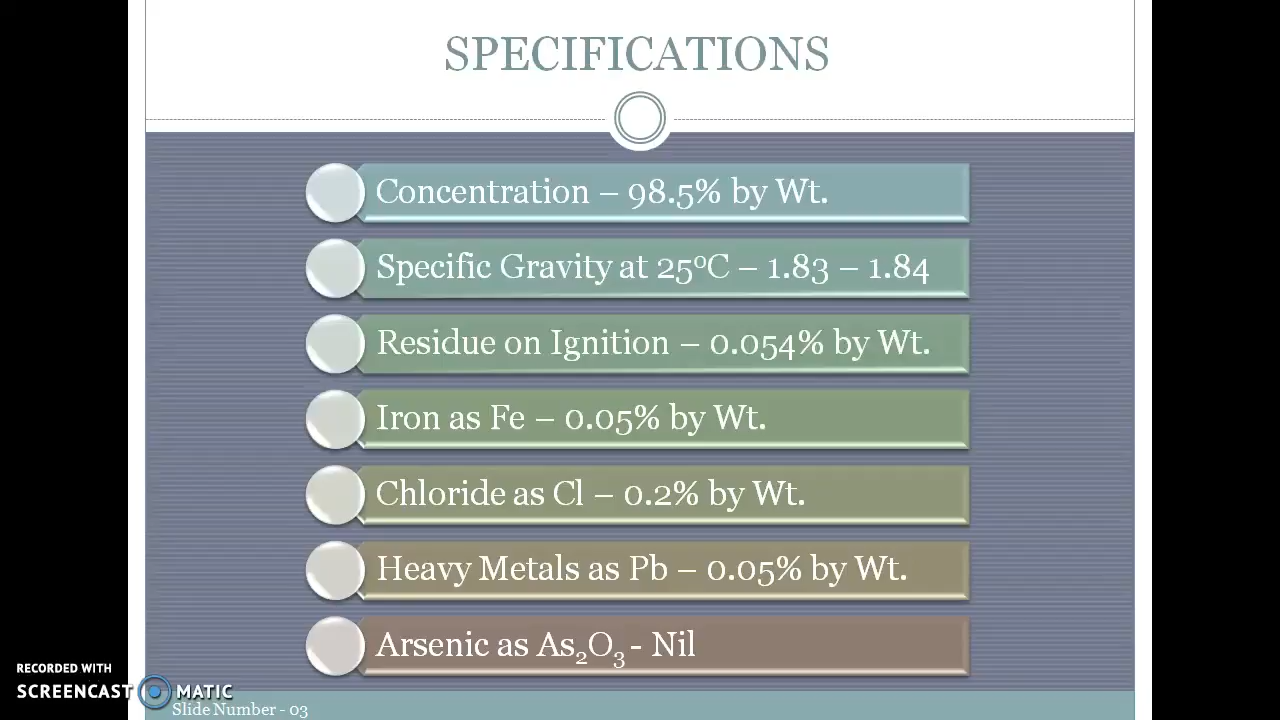 SPECIFICATIONS
Concentration – 98.5% by Wt.
Specific Gravity at 25⁰C – 1.83 – 1.84
Residue on Ignition – 0.054% by Wt.
Iron as Fe – 0.05% by Wt.
Chloride as Cl – 0.2% by Wt.
Heavy Metals as Pb – 0.05% by Wt.
Arsenic as As₂O₃ - Nil
RECORDED WITH
SCREENCAST MATIC
Slide Number - 03